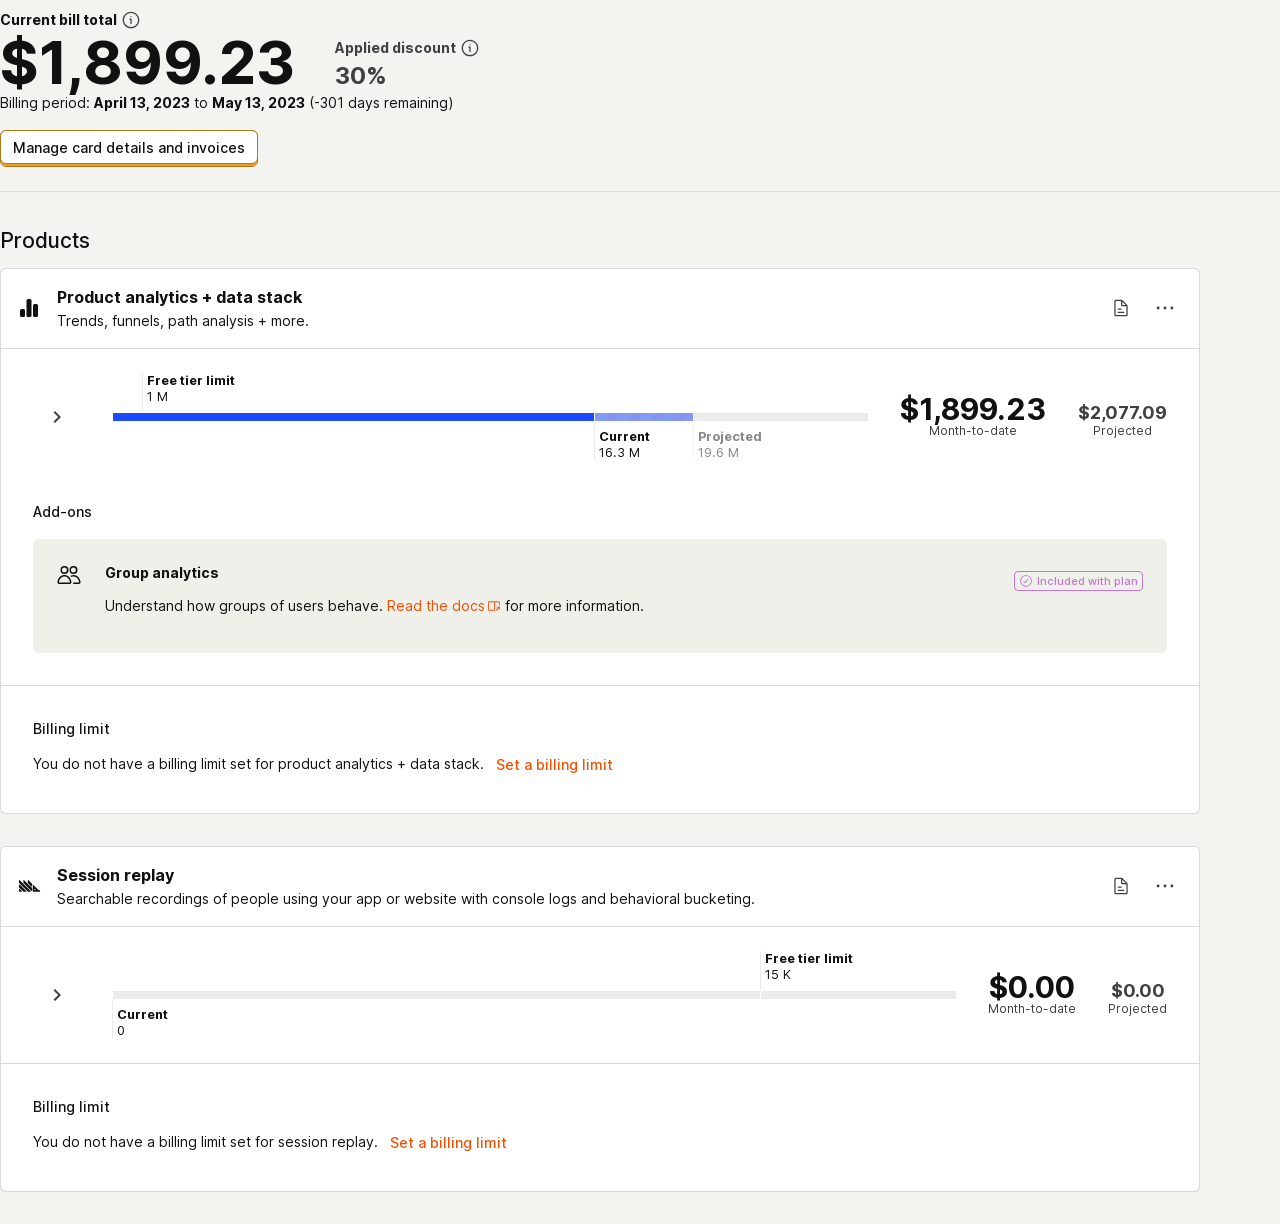 Current bill total
$1,899.23
Applied discount
30%
Billing period: April 13, 2023 to May 13, 2023 (-301 days remaining)
Manage card details and invoices
Products
Product analytics + data stack
Trends, funnels, path analysis + more.
Free tier limit
1 M
Current
16.3 M
Projected
19.6 M
$1,899.23
Month-to-date
$2,077.09
Projected
Add-ons
Group analytics
Included with plan
Understand how groups of users behave. Read the docs for more information.
Billing limit
You do not have a billing limit set for product analytics + data stack. Set a billing limit
Session replay
Searchable recordings of people using your app or website with console logs and behavioral bucketing.
Free tier limit
15 K
Current
0
$0.00
Month-to-date
$0.00
Projected
Billing limit
You do not have a billing limit set for session replay. Set a billing limit